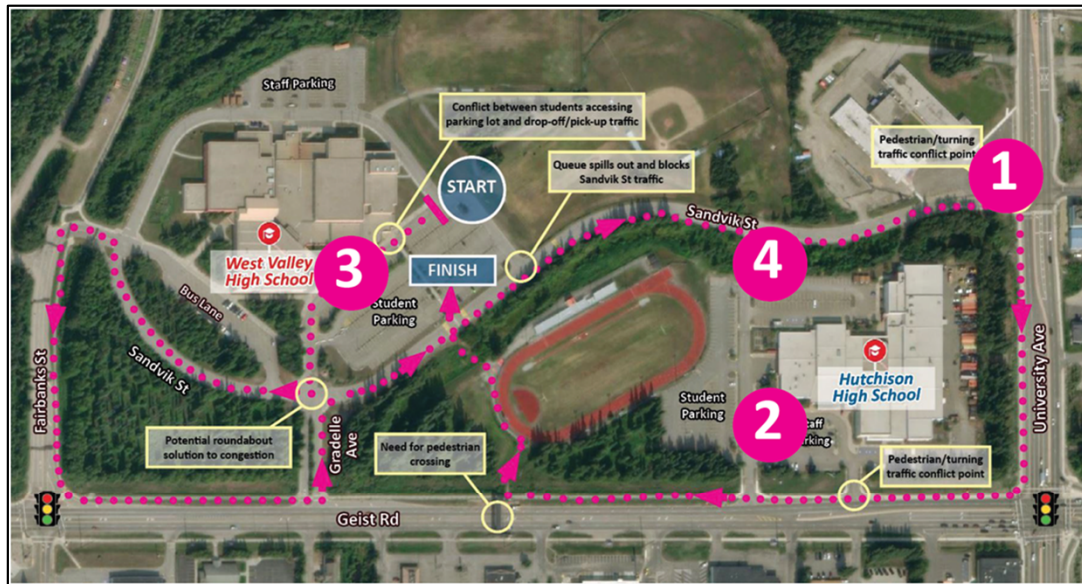 Staff Parking
Conflict between students accessing
parking lot and drop-off/pick-up traffic
Pedestrian/turning
traffic conflict point
1
START
Queue spills out and blocks
Sandvik St traffic
Sandvik St
West Valley
High School
3
FINISH
4
Bus Lane
Student
Parking
Fairbanks St
Sandvik St
University Ave
Hutchison
High School
Student
Parking
2
Parking
Potential roundabout
solution to congestion
Gradelle
Ave
Need for pedestrian
crossing
Pedestrian/turning
traffic conflict point
Geist Rd